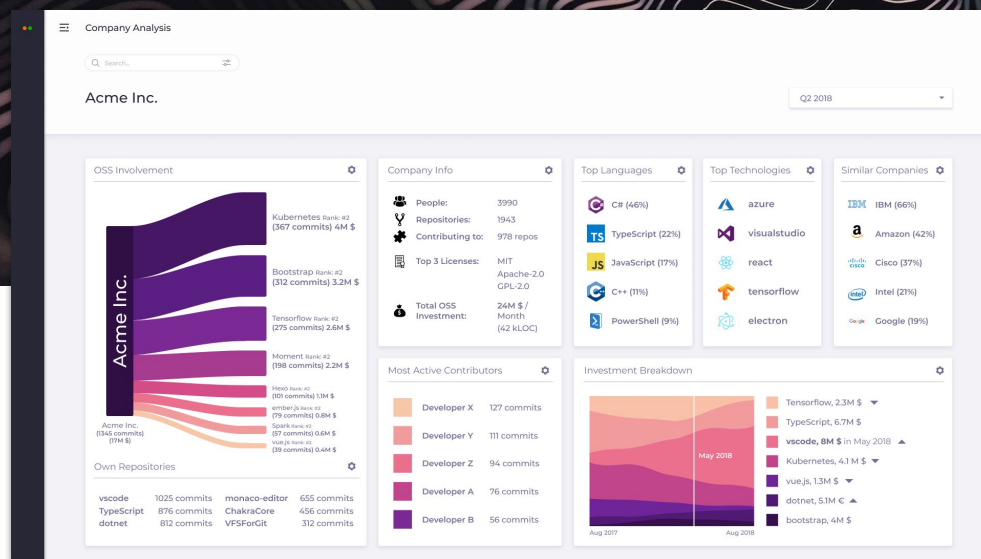 Company Analysis
Search...
Acme Inc.
Q2 2018
OSS Involvement
Acme Inc.
Kubernetes Rank: #2
(367 commits) 4M $
Bootstrap Rank: #2
(312 commits) 3.2M $
Tensorflow Rank: #2
(275 commits) 2.6M $
Moment Rank: #2
(198 commits) 2.2M $
Hexo Rank: #2
(101 commits) 1.1M $
ember.js Rank: #2
(79 commits) 0.8M $
Spark Rank: #2
(57 commits) 0.6M $
vue.js Rank: #2
(39 commits) 0.4M $
Acme Inc.
(1345 commits)
(17M $)
Own Repositories
vscode 1025 commits monaco-editor 655 commits
TypeScript 876 commits ChakraCore 456 commits
dotnet 812 commits VFSForGit 312 commits
Company Info
People: 3990
Repositories: 1943
Contributing to: 978 repos
Top 3 Licenses: MIT
Apache-2.0
GPL-2.0
Total OSS 24M $ /
Investment: Month
(42 kLOC)
Top Languages
C# (46%)
TS TypeScript (22%)
JS JavaScript (17%)
C++ (11%)
PowerShell (9%)
Top Technologies
azure
visualstudio
react
tensorflow
electron
Similar Companies
IBM IBM (66%)
a Amazon (42%)
cisco Cisco (37%)
intel Intel (21%)
Google Google (19%)
Most Active Contributors
Developer X 127 commits
Developer Y 111 commits
Developer Z 94 commits
Developer A 76 commits
Developer B 56 commits
Investment Breakdown
May 2018
Aug 2017 Aug 2018
Tensorflow, 2.3M $
TypeScript, 6.7M $
vscode, 8M $ in May 2018
Kubernetes, 4.1 M $
vue.js, 1.3M $
dotnet, 5.1M €
bootstrap, 4M $